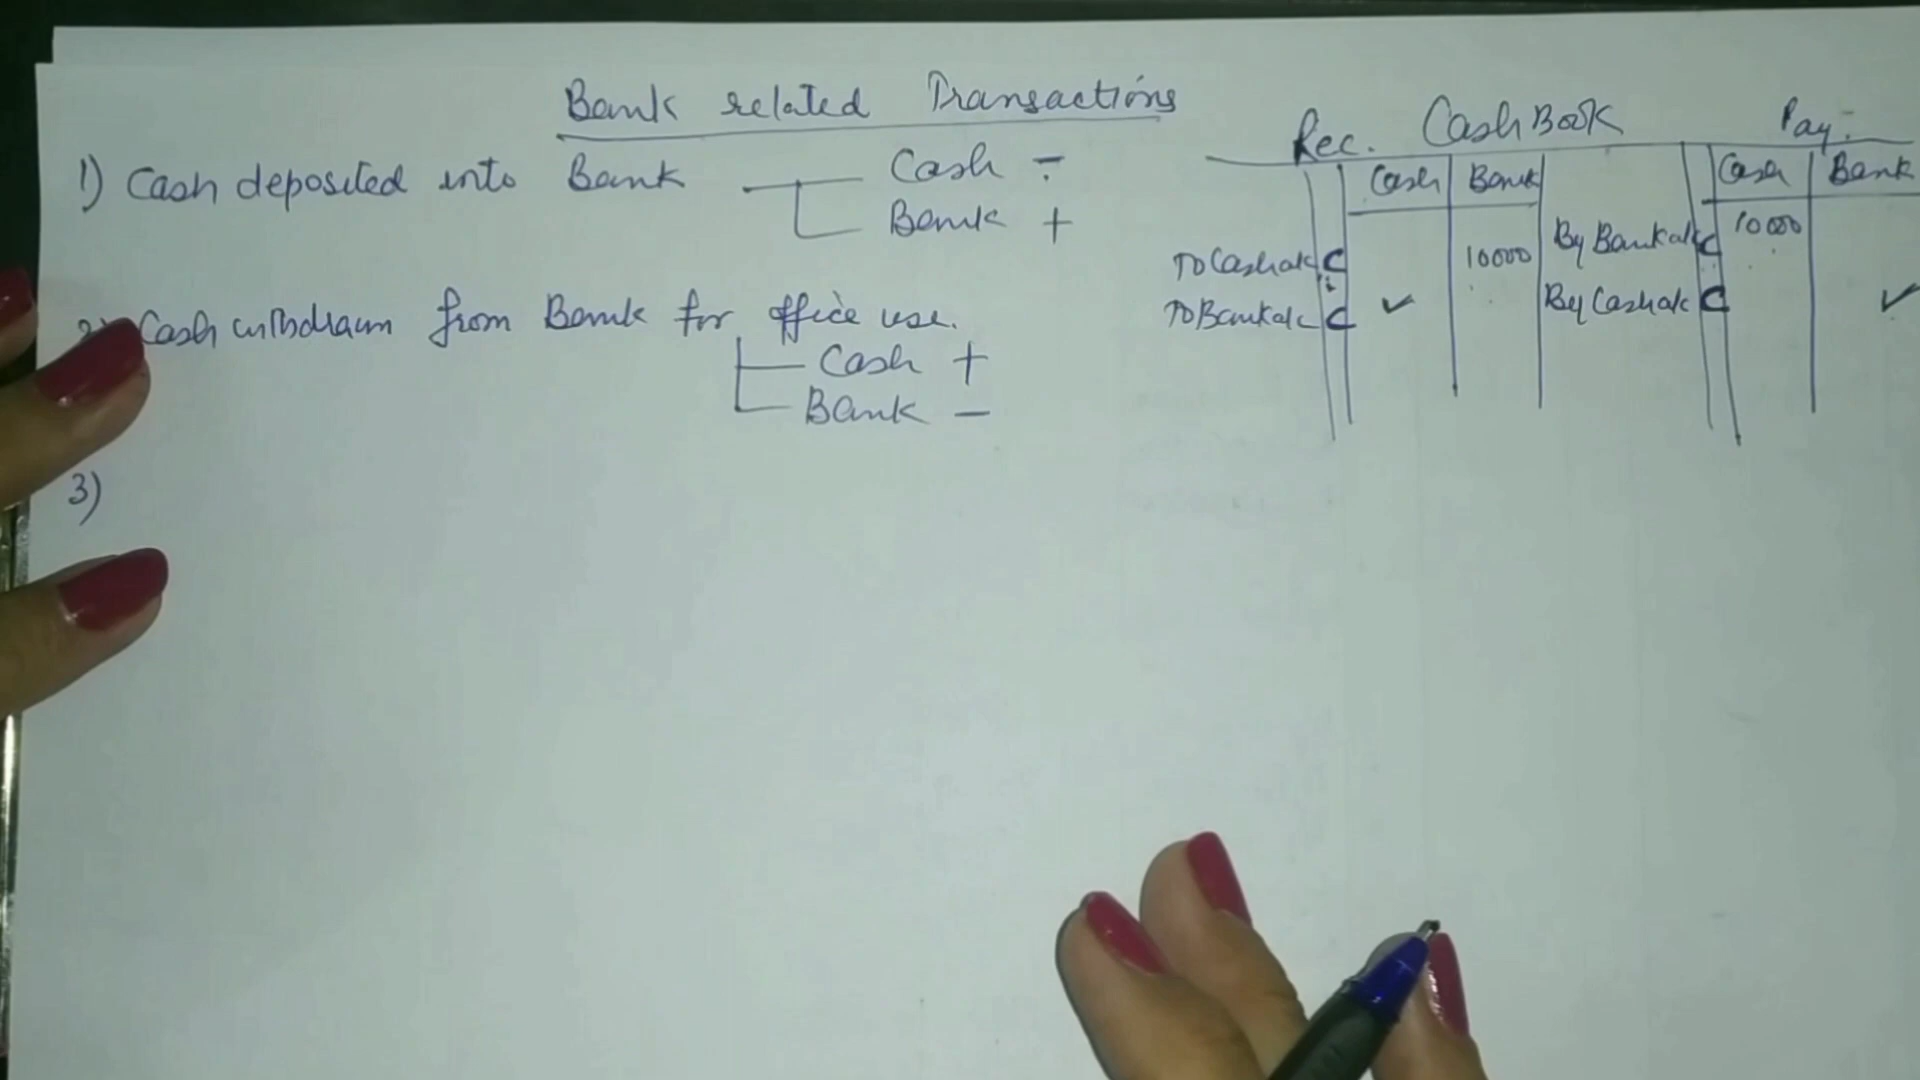 Bank related Transactions
1) Cash deposited into Bank
Cash -
Bank +
2) Cash withdrawn from Bank for office use.
Cash +
Bank -
3)
Rec. Cash Book Pay.
Cash Bank Cash Bank
To Cash a/c C 10000 By Bank a/c C 10000
To Bank a/c C ✓ By Cash a/c C ✓